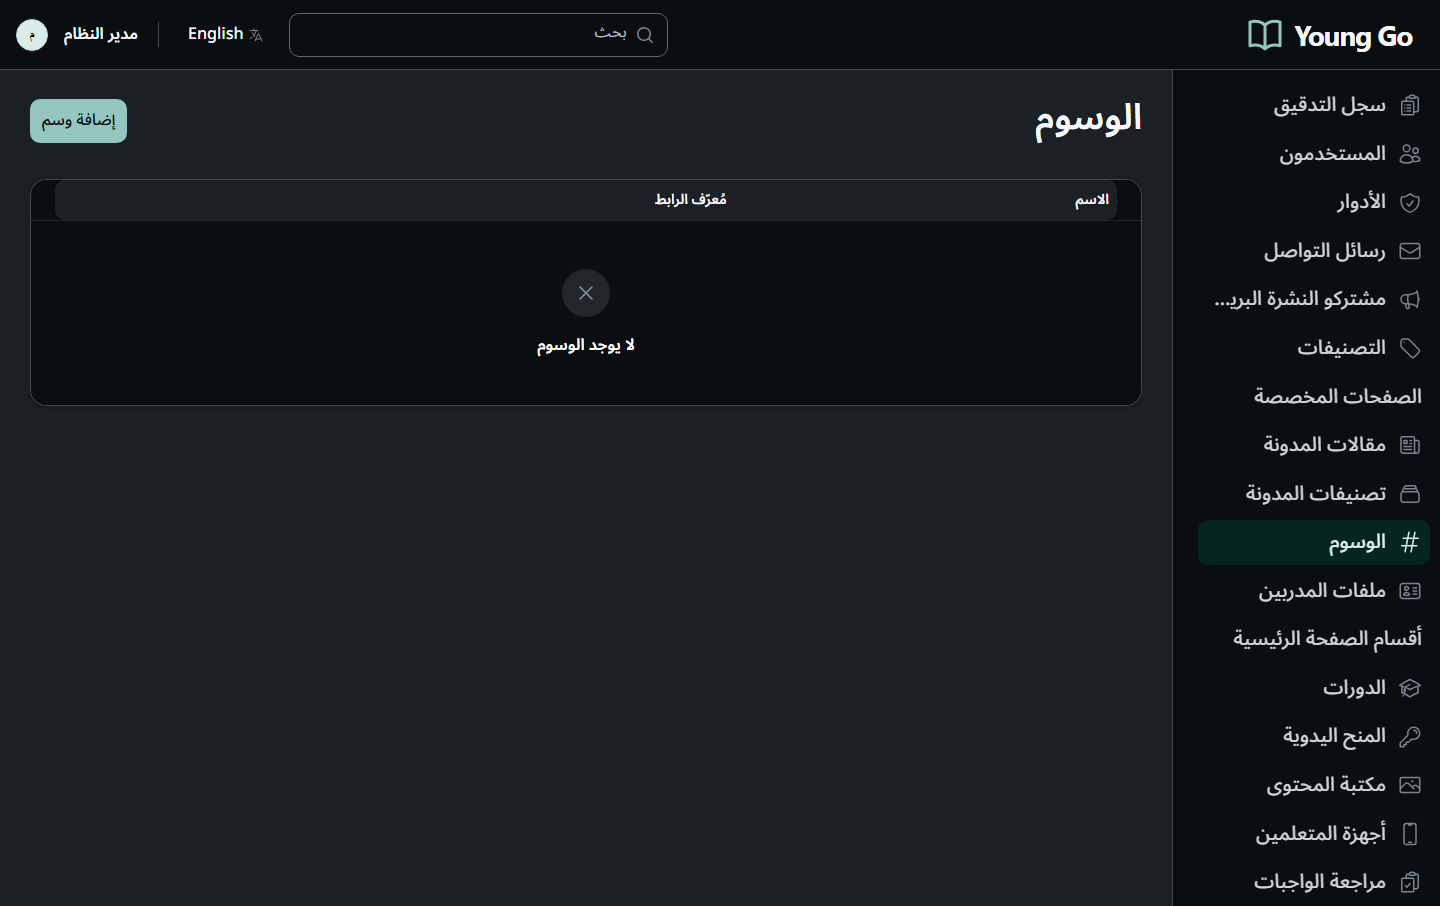 Young Go
بحث
English
مدير النظام
م
سجل التدقيق
المستخدمون
الأدوار
رسائل التواصل
مشتركو النشرة البريـ...
التصنيفات
الصفحات المخصصة
مقالات المدونة
تصنيفات المدونة
الوسوم
ملفات المدربين
أقسام الصفحة الرئيسية
الدورات
المنح اليدوية
مكتبة المحتوى
أجهزة المتعلمين
مراجعة الواجبات
الوسوم
إضافة وسم
الاسم مُعرّف الرابط
لا يوجد الوسوم